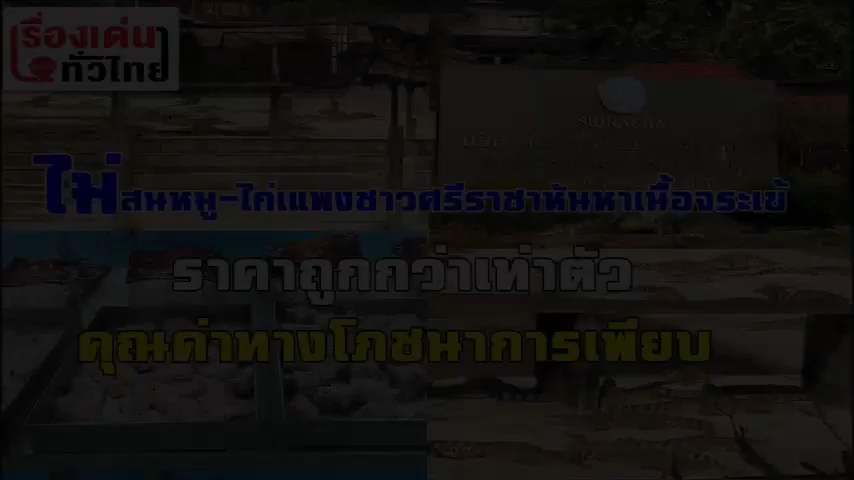 เรื่องเด่น
ทั่วไทย
SRIRACHA
ไม่สนหมู-ไก่แพงชาวศรีราชาหันหาเนื้อจระเข้
ราคาถูกกว่าเท่าตัว
คุณค่าทางโภชนาการเพียบ